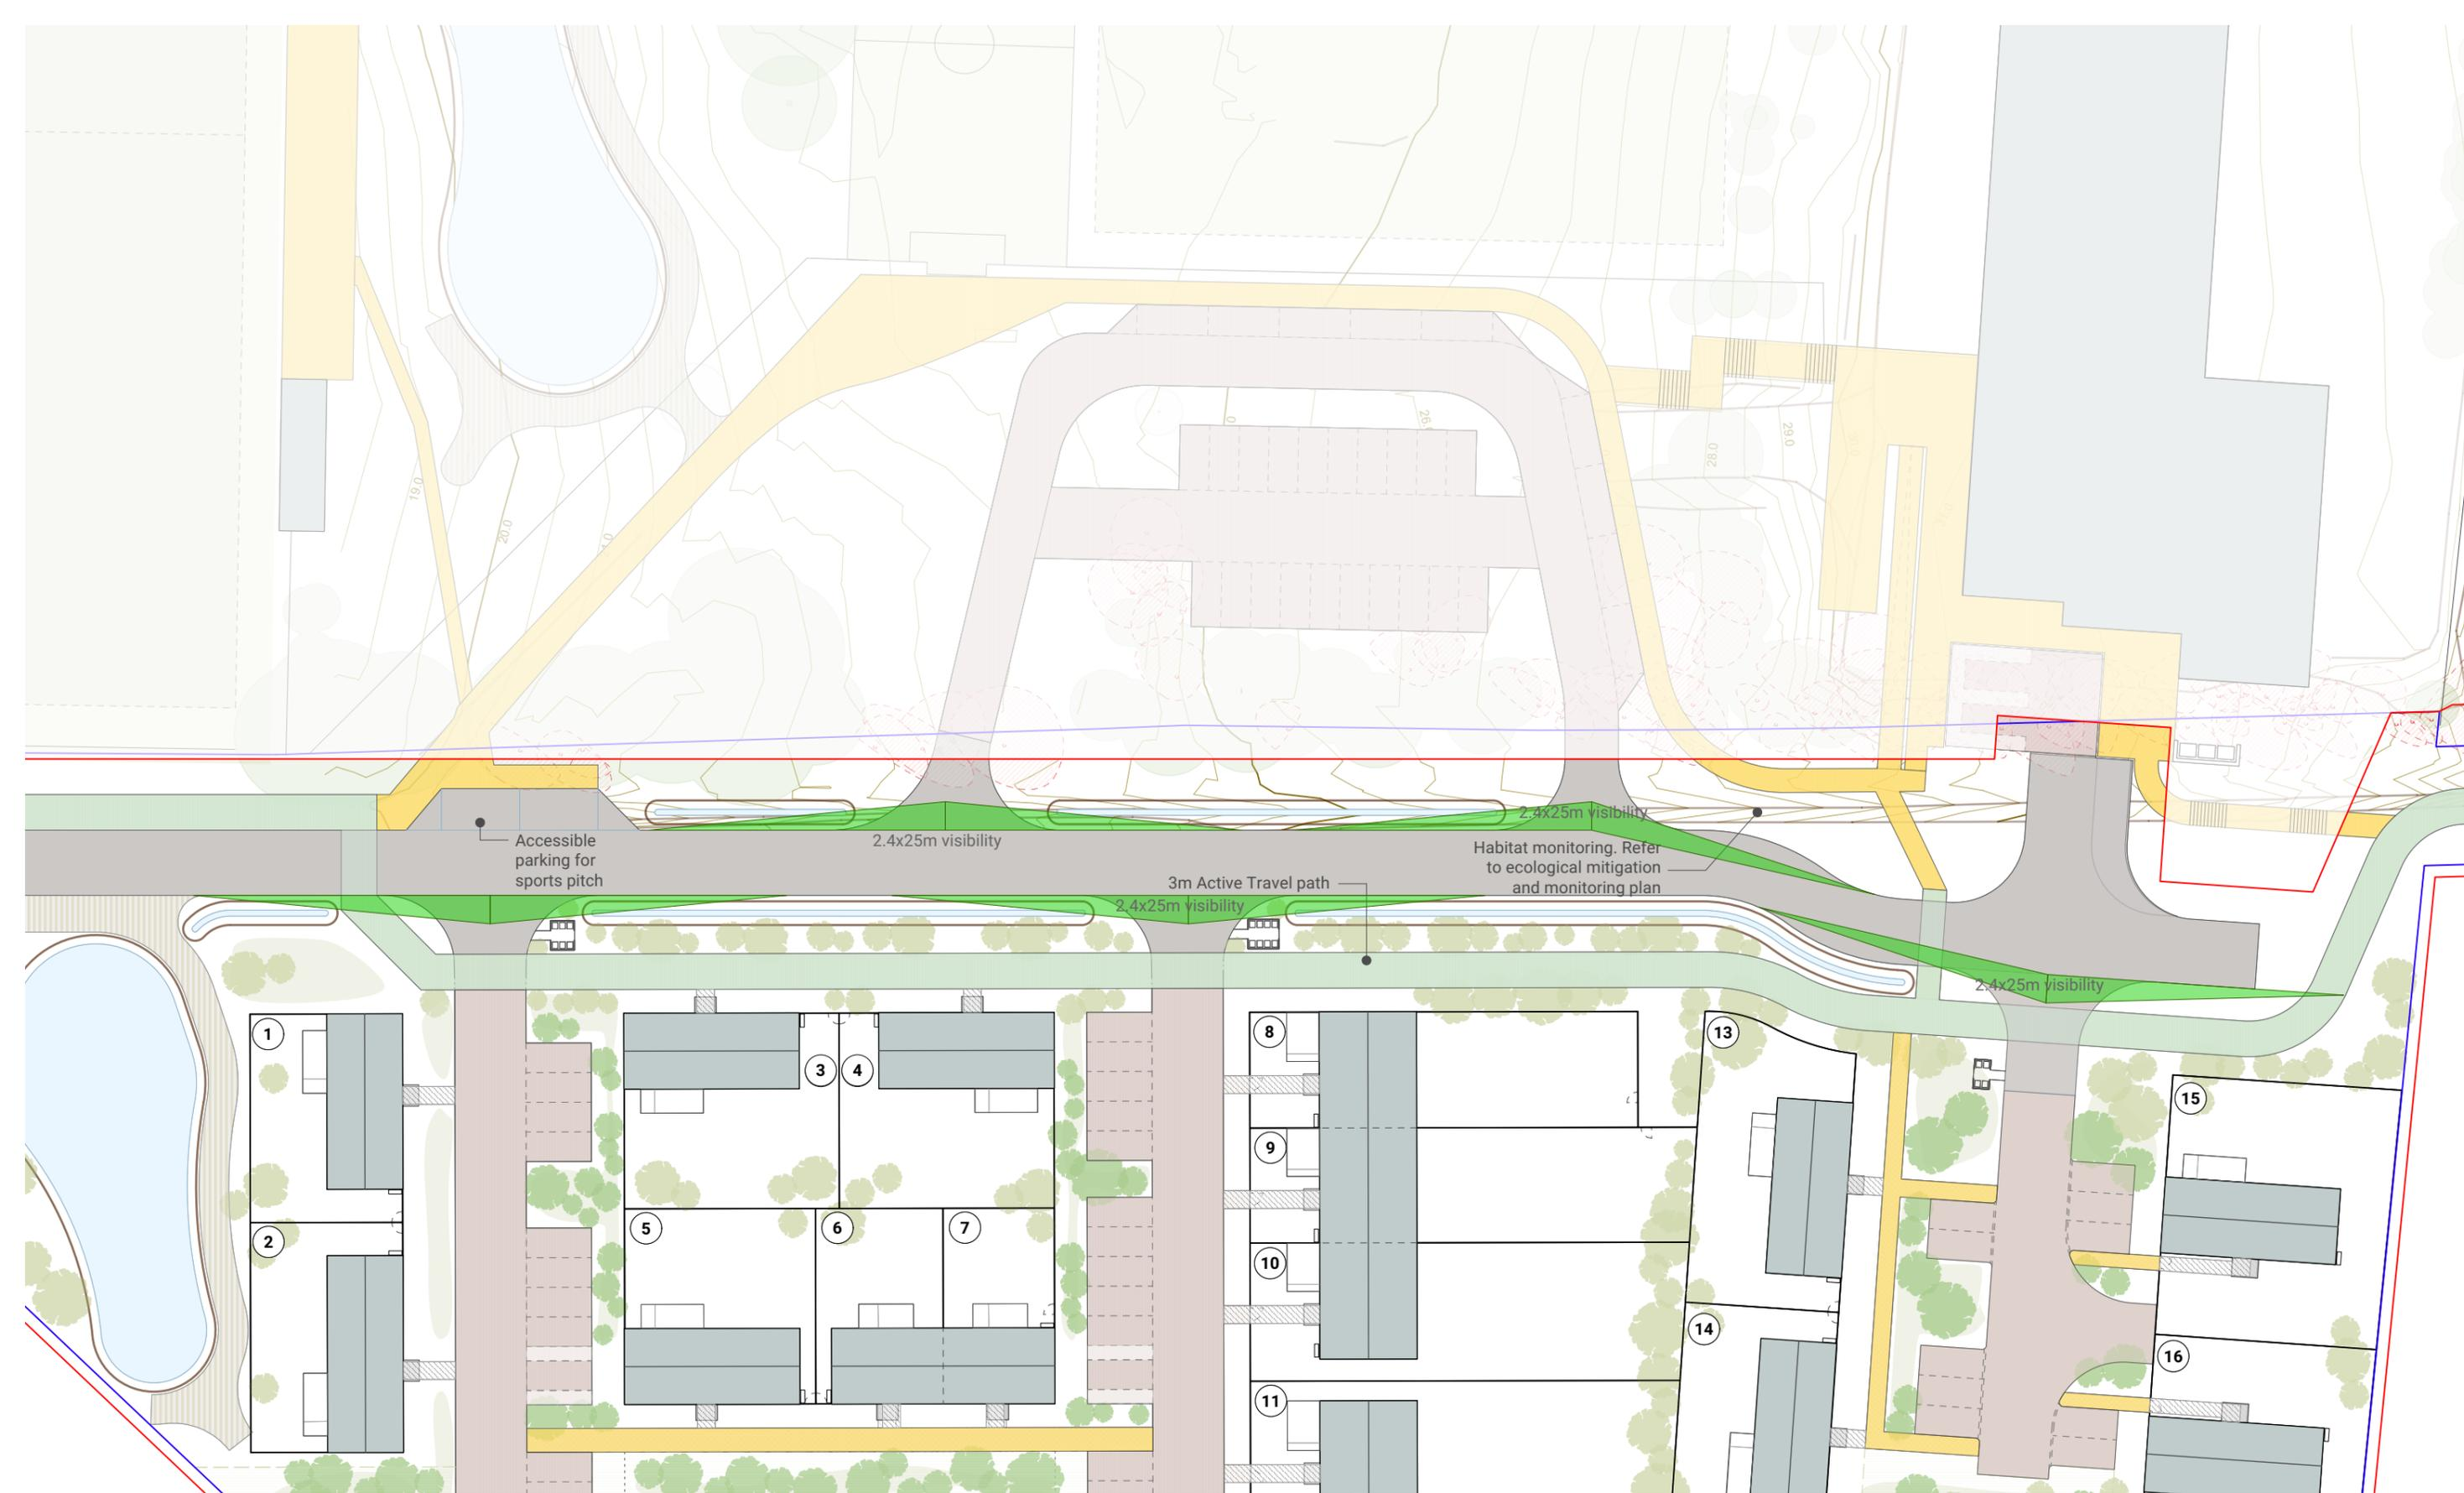 19.0
20.0
26.
28.0
29.0
2.4x25m visibility
2.4x25m visibility
Accessible
parking for
sports pitch
Habitat monitoring. Refer
to ecological mitigation
and monitoring plan
3m Active Travel path
2.4x25m visibility
2.4x25m visibility
1
2
3
4
5
6
7
8
9
10
11
13
14
15
16